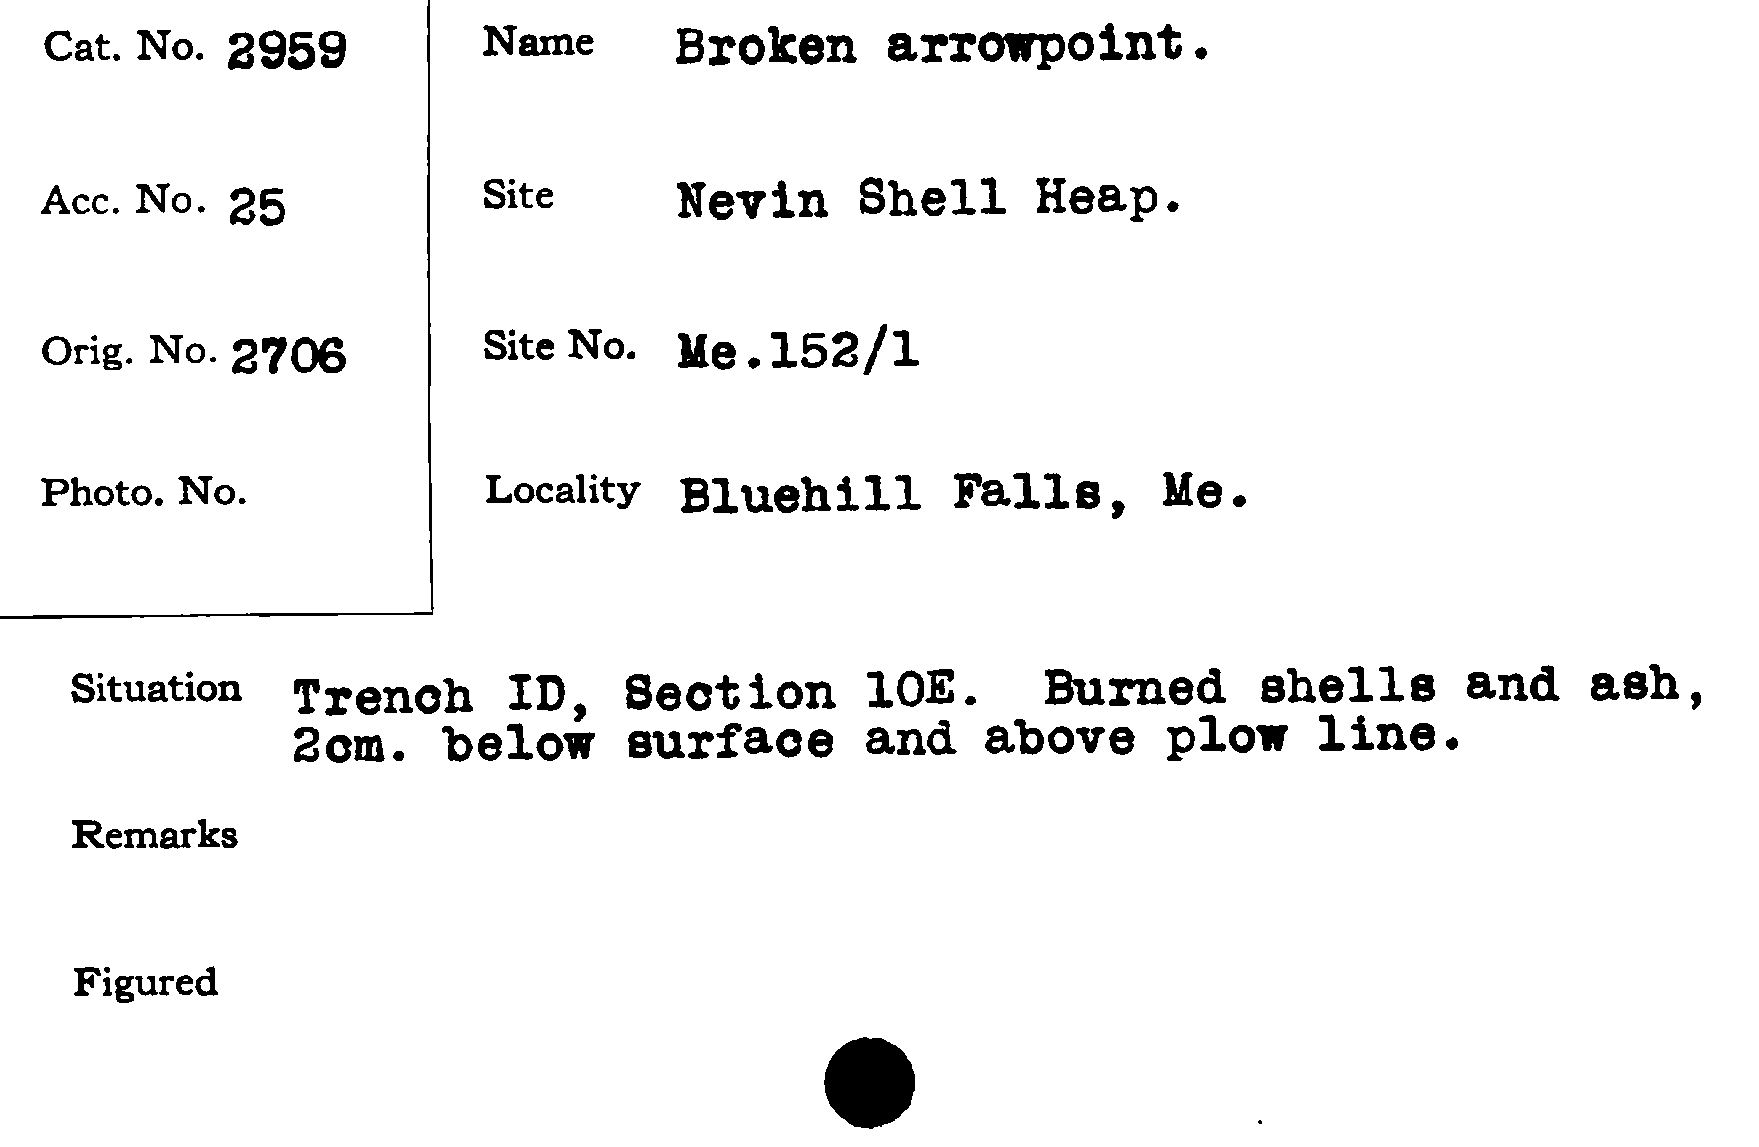 Cat. No. 2959
Acc. No. 25
Orig. No. 2706
Photo. No.
Name Broken arrowpoint.
Site Nevin Shell Heap.
Site No. Me.152/1
Locality Bluehill Falls, Me.
Situation Trench ID, Section 10E. Burned shells and ash,
2cm. below surface and above plow line.
Remarks
Figured